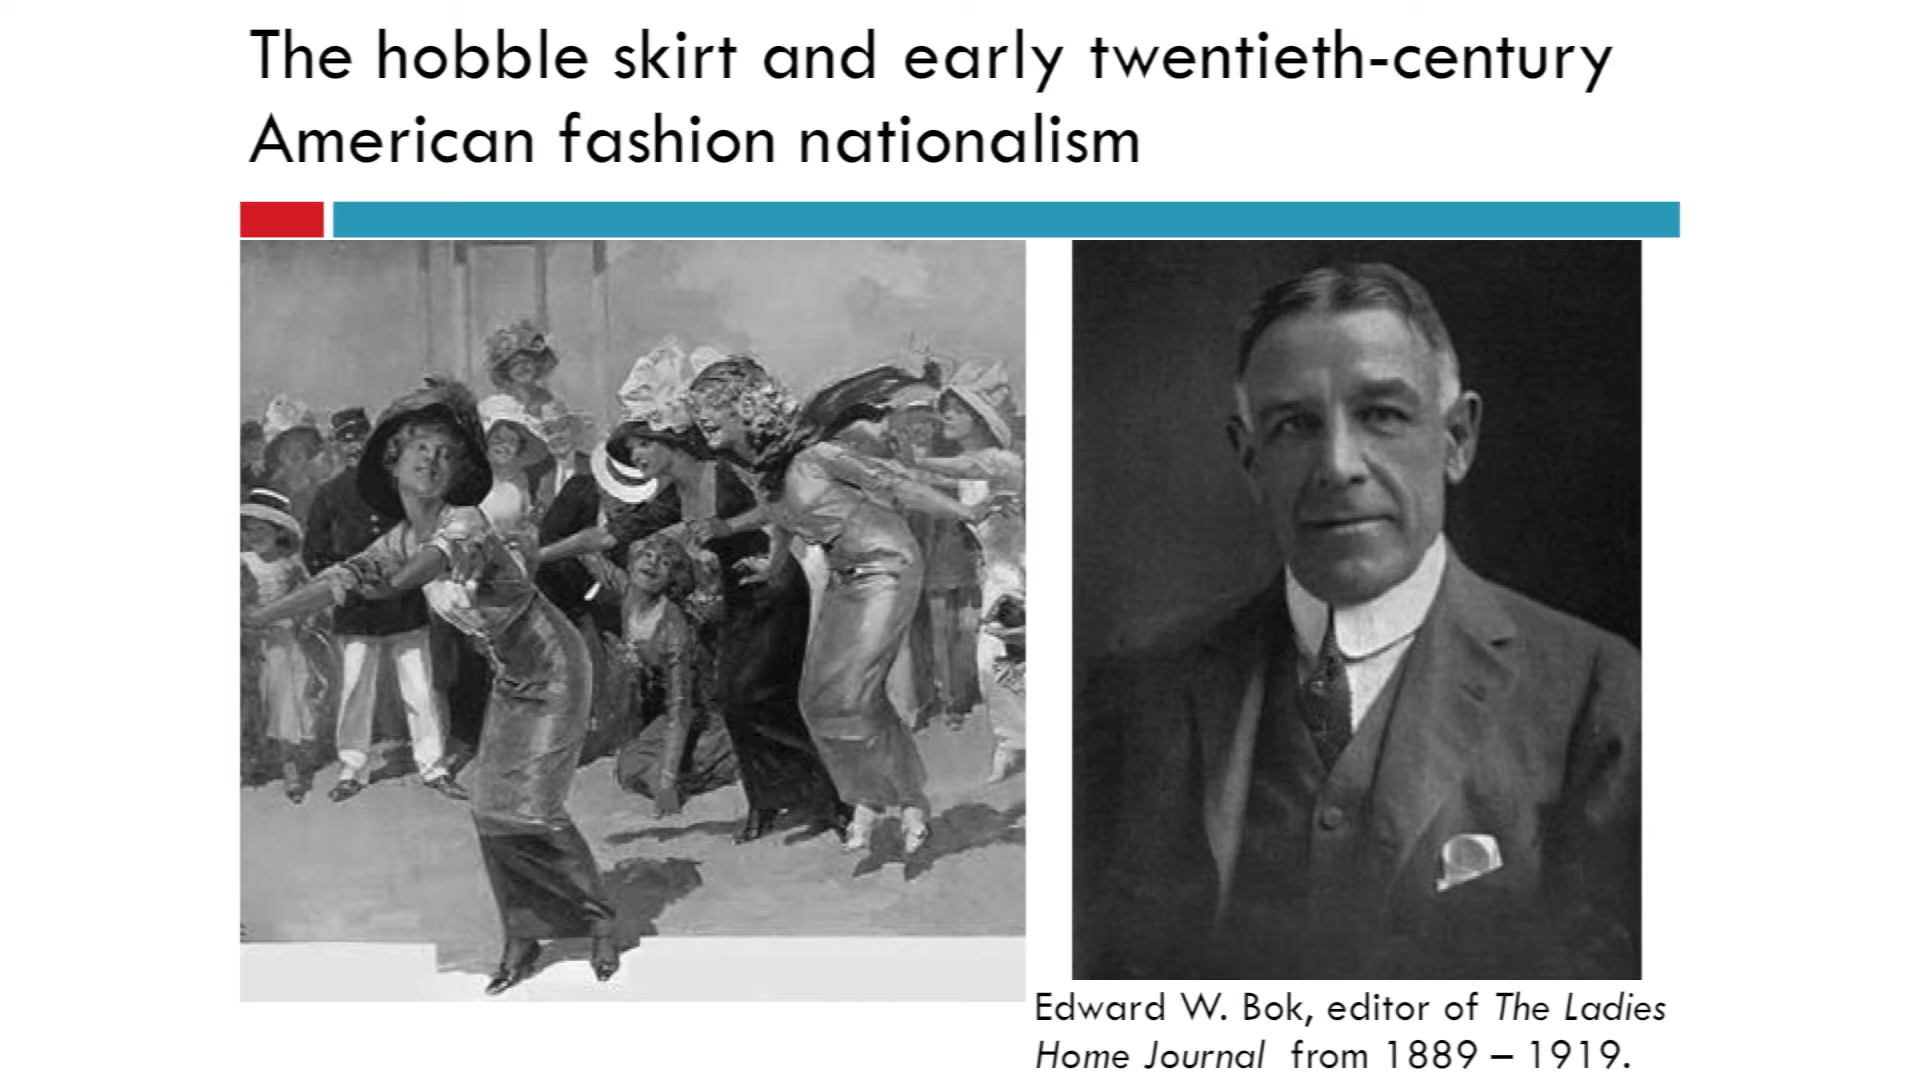 The hobble skirt and early twentieth-century
American fashion nationalism
Edward W. Bok, editor of The Ladies
Home Journal from 1889 – 1919.